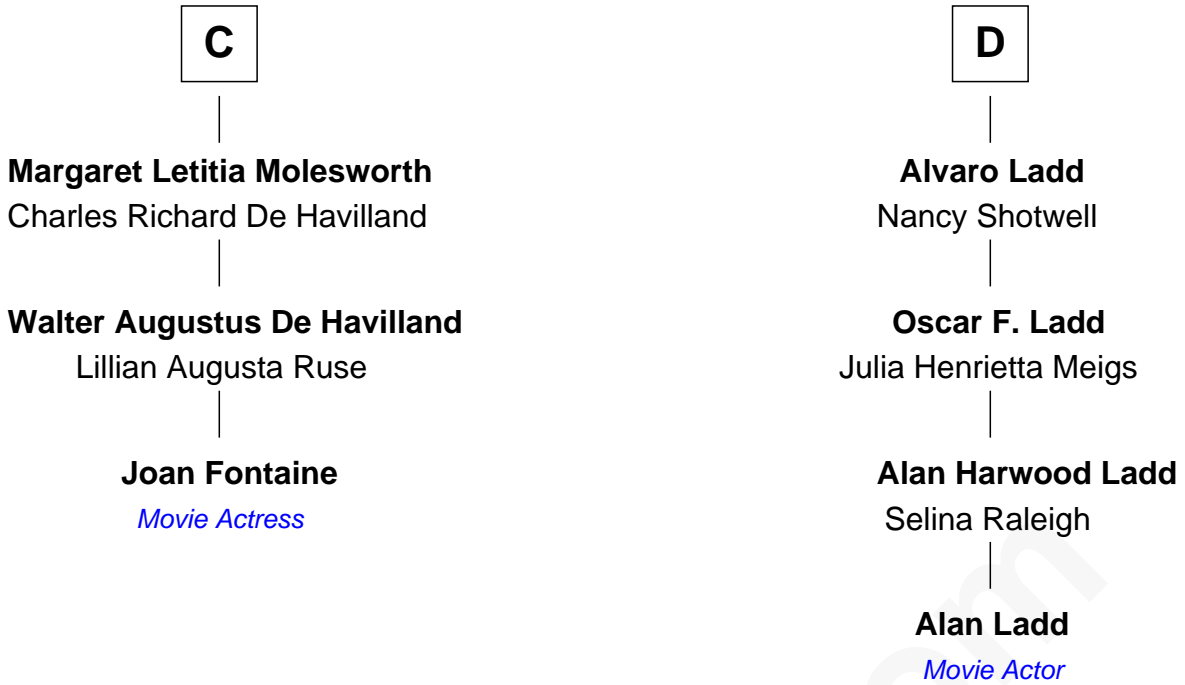 C
Margaret Letitia Molesworth
Charles Richard De Havilland
Walter Augustus De Havilland
Lillian Augusta Ruse
Joan Fontaine
Movie Actress
D
Alvaro Ladd
Nancy Shotwell
Oscar F. Ladd
Julia Henrietta Meigs
Alan Harwood Ladd
Selina Raleigh
Alan Ladd
Movie Actor